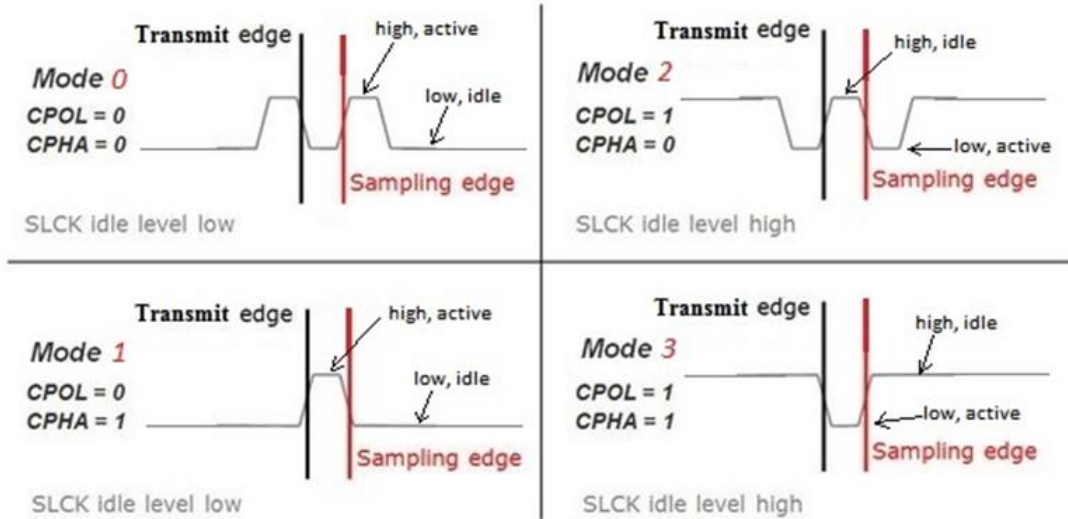 Transmit edge
high, active
Mode 0
CPOL = 0
low, idle
CPHA = 0
Sampling edge
SLCK idle level low
Transmit edge
high, idle
Mode 2
CPOL = 1
CPHA = 0
low, active
Sampling edge
SLCK idle level high
Transmit edge
high, active
Mode 1
low, idle
CPOL = 0
CPHA = 1
Sampling edge
SLCK idle level low
Transmit edge
high, idle
Mode 3
CPOL = 1
CPHA = 1
low, active
Sampling edge
SLCK idle level high